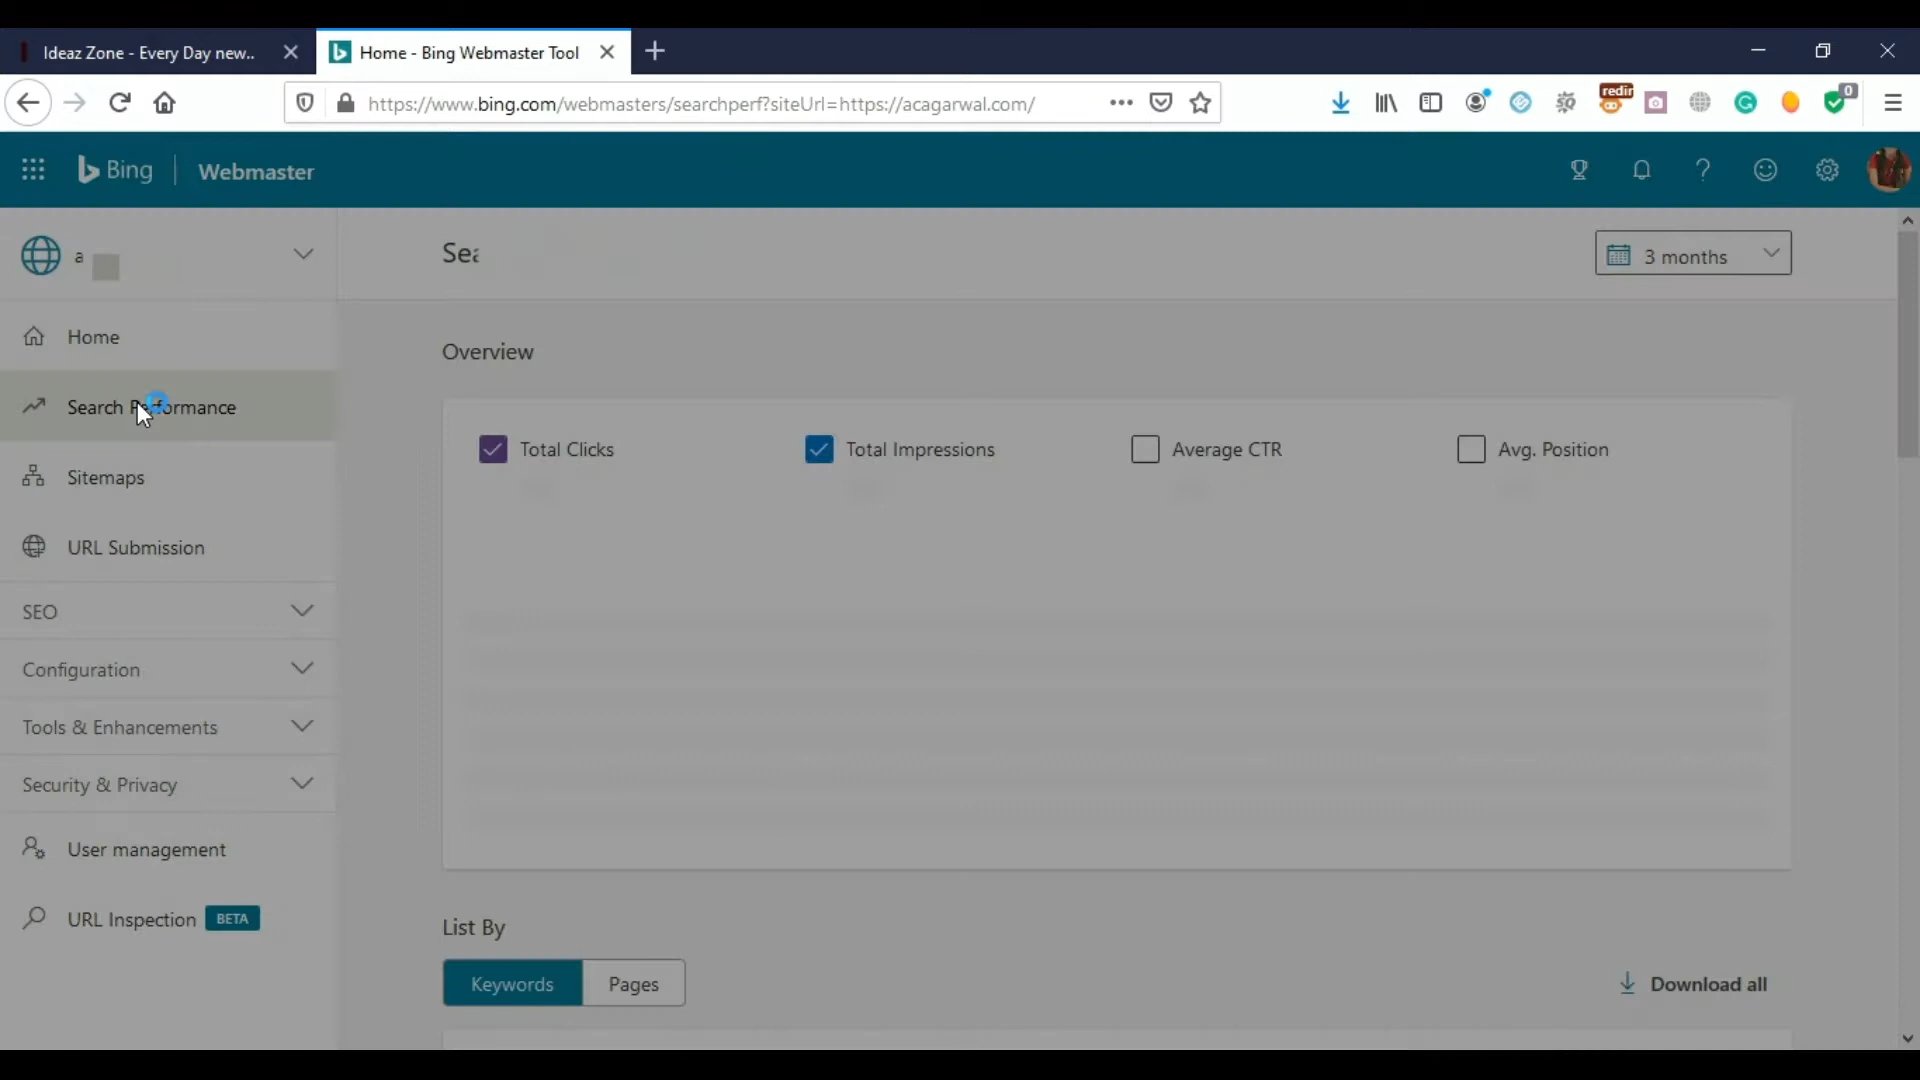 Ideaz Zone - Every Day new..
Home - Bing Webmaster Tool
https://www.bing.com/webmasters/searchperf?siteUrl=https://acagarwal.com/
redir
0
Bing
Webmaster
a
Sea
3 months
Home
Overview
Search Performance
Total Clicks
Total Impressions
Average CTR
Avg. Position
Sitemaps
URL Submission
SEO
Configuration
Tools & Enhancements
Security & Privacy
User management
URL Inspection BETA
List By
Keywords
Pages
Download all